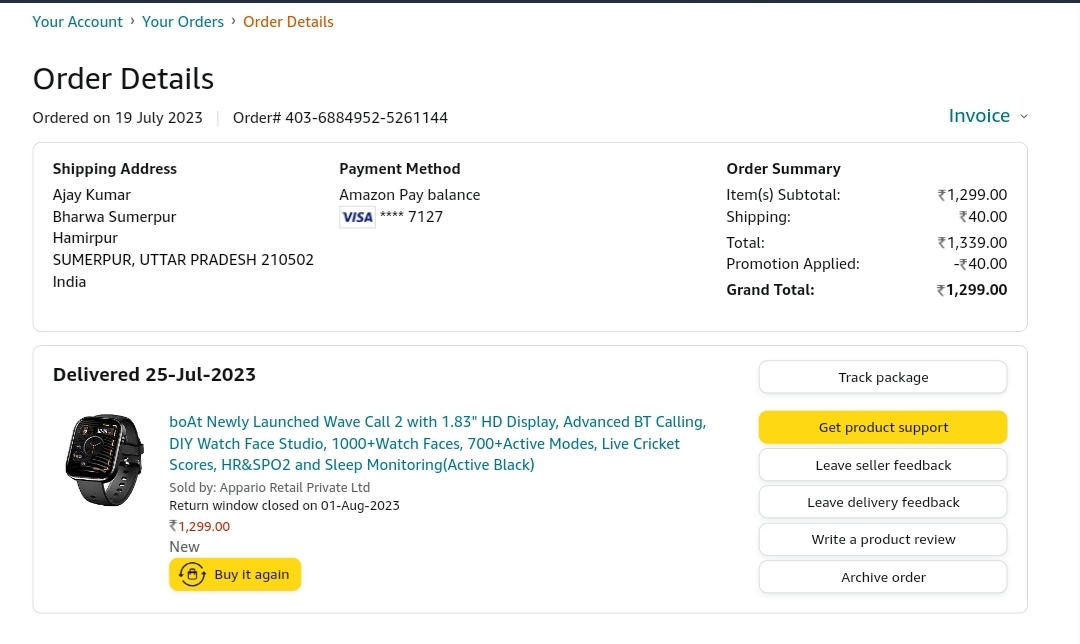 Your Account › Your Orders › Order Details
Order Details
Ordered on 19 July 2023 | Order# 403-6884952-5261144
Invoice
Shipping Address
Ajay Kumar
Bharwa Sumerpur
Hamirpur
SUMERPUR, UTTAR PRADESH 210502
India
Payment Method
Amazon Pay balance
VISA **** 7127
Order Summary
Item(s) Subtotal: ₹1,299.00
Shipping: ₹40.00
Total: ₹1,339.00
Promotion Applied: -₹40.00
Grand Total: ₹1,299.00
Delivered 25-Jul-2023
boAt Newly Launched Wave Call 2 with 1.83" HD Display, Advanced BT Calling,
DIY Watch Face Studio, 1000+Watch Faces, 700+Active Modes, Live Cricket
Scores, HR&SPO2 and Sleep Monitoring(Active Black)
Sold by: Appario Retail Private Ltd
Return window closed on 01-Aug-2023
₹1,299.00
New
Buy it again
Track package
Get product support
Leave seller feedback
Leave delivery feedback
Write a product review
Archive order